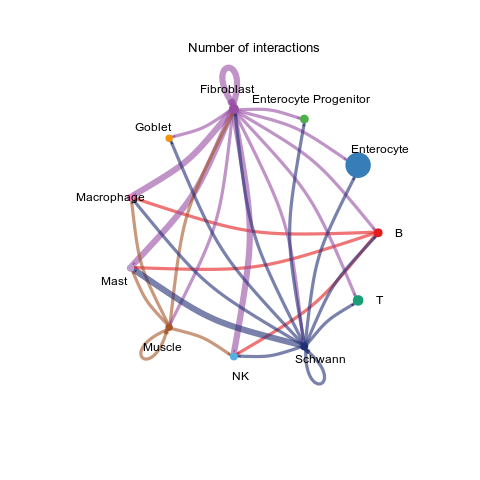 Number of interactions
Fibroblast
Enterocyte Progenitor
Goblet
Enterocyte
Macrophage
B
Mast
T
Muscle
Schwann
NK